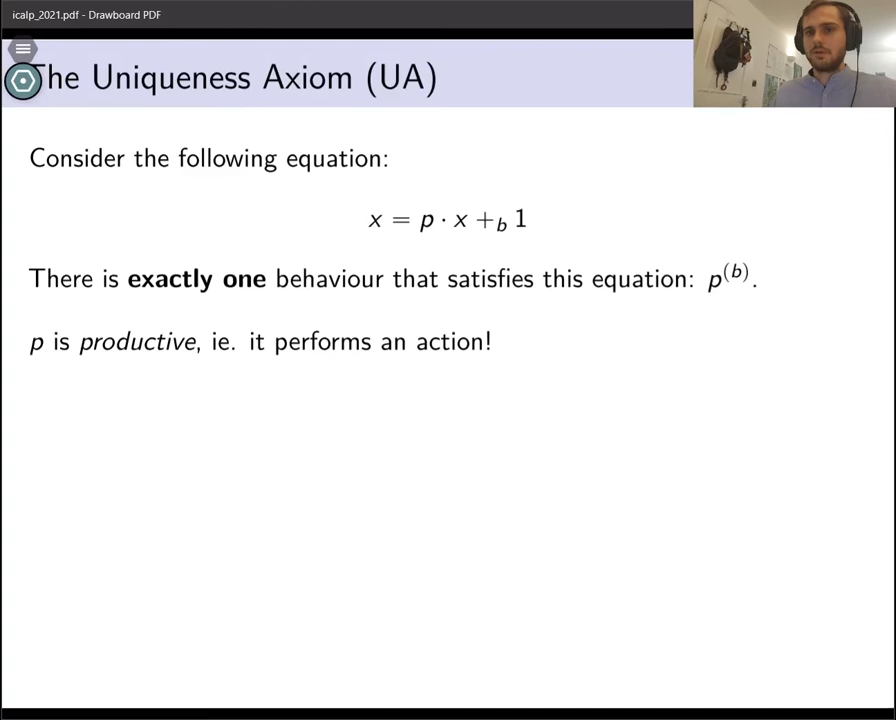 icalp_2021.pdf - Drawboard PDF
he Uniqueness Axiom (UA)
Consider the following equation:
x = p · x +_b 1
There is exactly one behaviour that satisfies this equation: p^(b).
p is productive, ie. it performs an action!